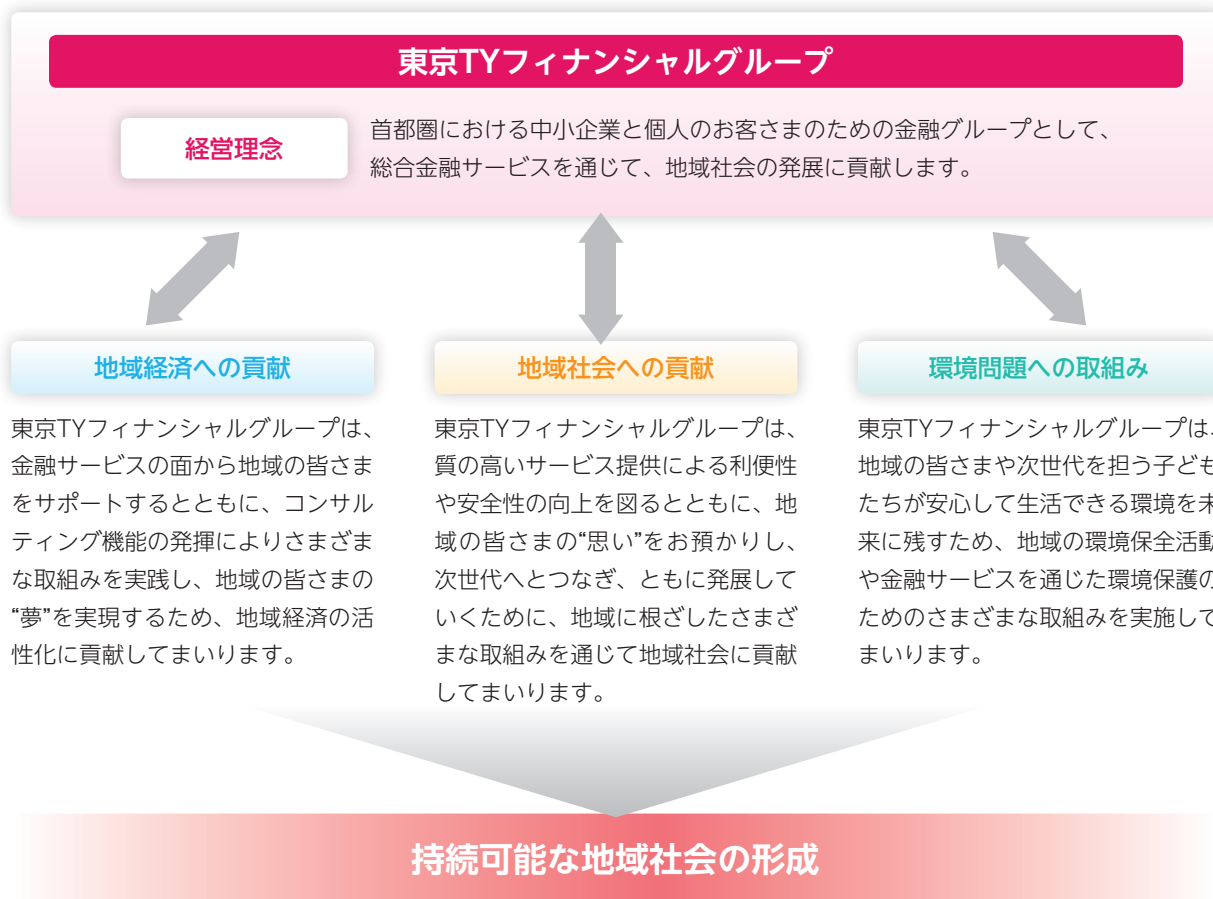 東京TYフィナンシャルグループ
経営理念
首都圏における中小企業と個人のお客さまのための金融グループとして、
総合金融サービスを通じて、地域社会の発展に貢献します。
地域経済への貢献
東京TYフィナンシャルグループは、
金融サービスの面から地域の皆さま
をサポートするとともに、コンサル
ティング機能の発揮によりさまざま
な取組みを実践し、地域の皆さまの
“夢”を実現するため、地域経済の活
性化に貢献してまいります。
地域社会への貢献
東京TYフィナンシャルグループは、
質の高いサービス提供による利便性
や安全性の向上を図るとともに、地
域の皆さまの“思い”をお預かりし、
次世代へとつなぎ、ともに発展して
いくために、地域に根ざしたさまざ
まな取組みを通じて地域社会に貢献
してまいります。
環境問題への取組み
東京TYフィナンシャルグループは、
地域の皆さまや次世代を担う子ども
たちが安心して生活できる環境を未
来に残すため、地域の環境保全活動
や金融サービスを通じた環境保護の
ためのさまざまな取組みを実施して
まいります。
持続可能な地域社会の形成